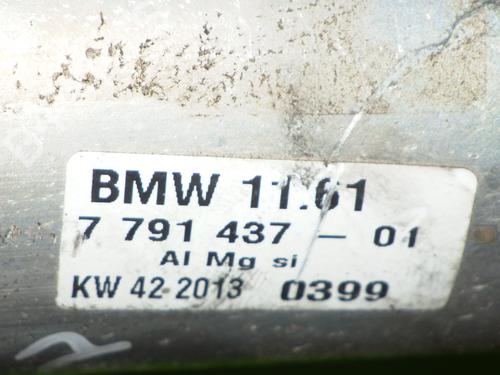 BMW 11.61
7 791 437 - 01
Al Mg si
KW 42 2013 0399